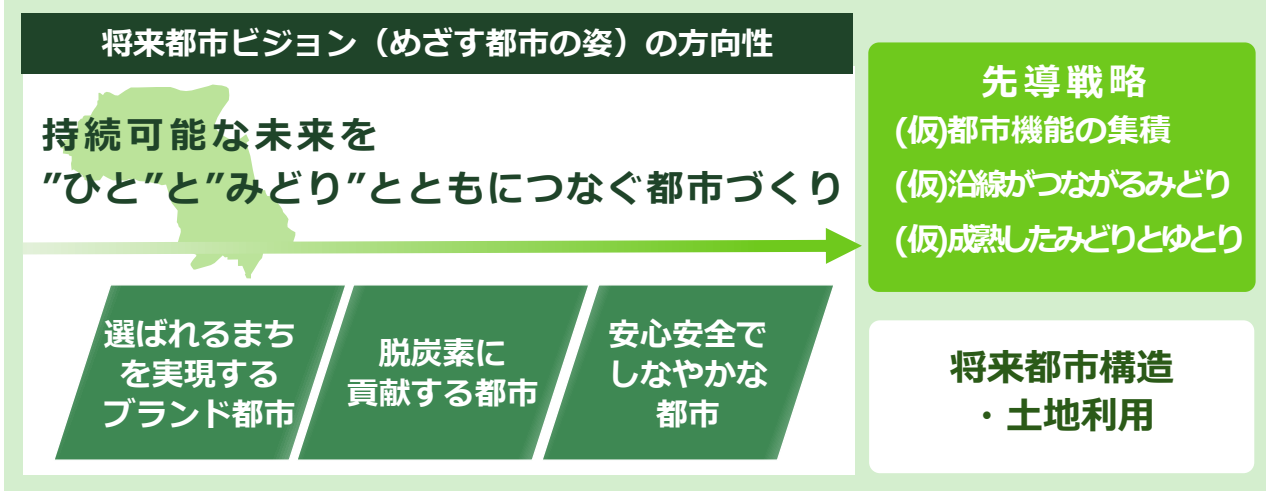 将来都市ビジョン（めざす都市の姿）の方向性
持続可能な未来を
”ひと”と”みどり”とともにつなぐ都市づくり
選ばれるまち
を実現する
ブランド都市
脱炭素に
貢献する都市
安心安全で
しなやかな
都市
先導戦略
(仮)都市機能の集積
(仮)沿線がつながるみどり
(仮)成熟したみどりとゆとり
将来都市構造
・土地利用